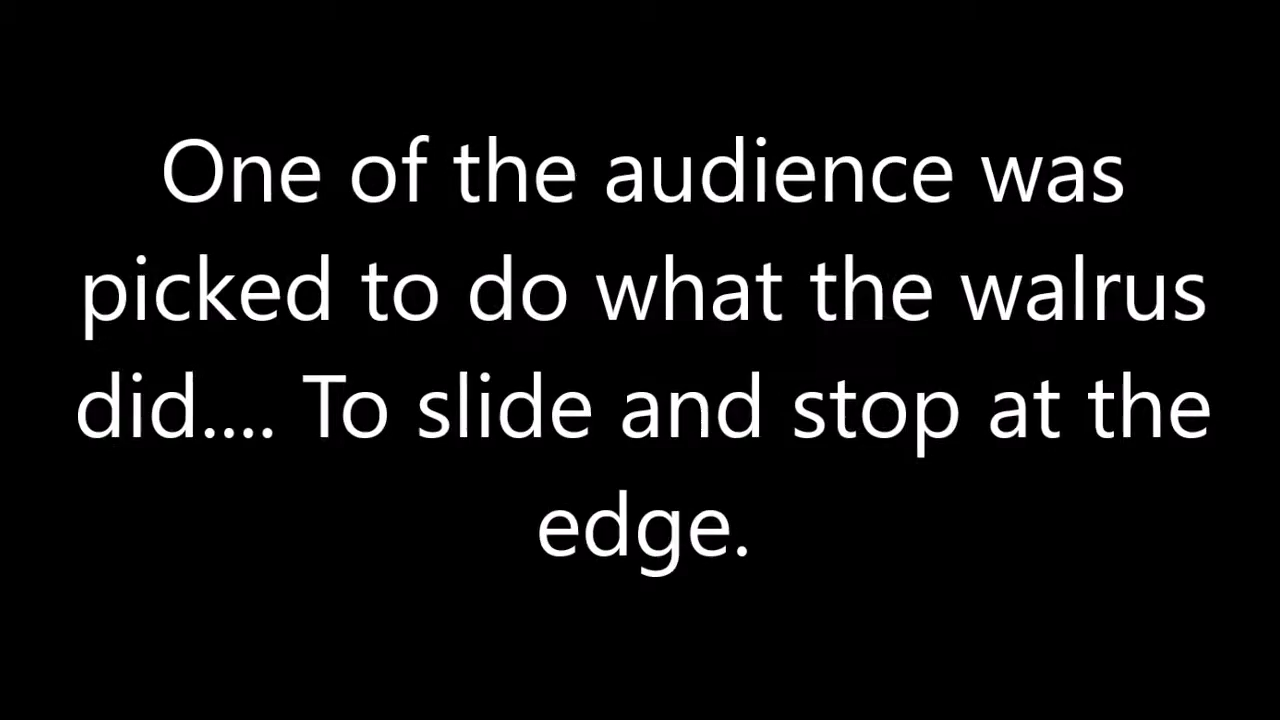 One of the audience was
picked to do what the walrus
did.... To slide and stop at the
edge.